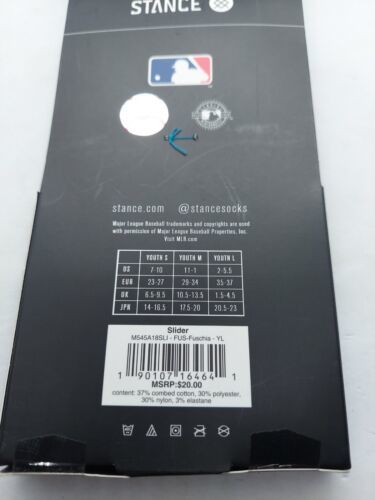 STANCE
stance.com @stancesocks
Major League Baseball trademarks and copyrights are used
with permission of Major League Baseball Properties, Inc.
Visit MLB.com
YOUTH S YOUTH M YOUTH L
US 7-10 11-1 2-5.5
EUR 23-27 29-34 35-37
UK 6.5-9.5 10.5-13.5 1.5-4.5
JPN 14-16.5 17.5-20 20.5-23
Slider
M545A18SLI - FUS-Fuschia - YL
1 90107 16464 1
MSRP:$20.00
content: 37% combed cotton, 30% polyester,
30% nylon, 3% elastane